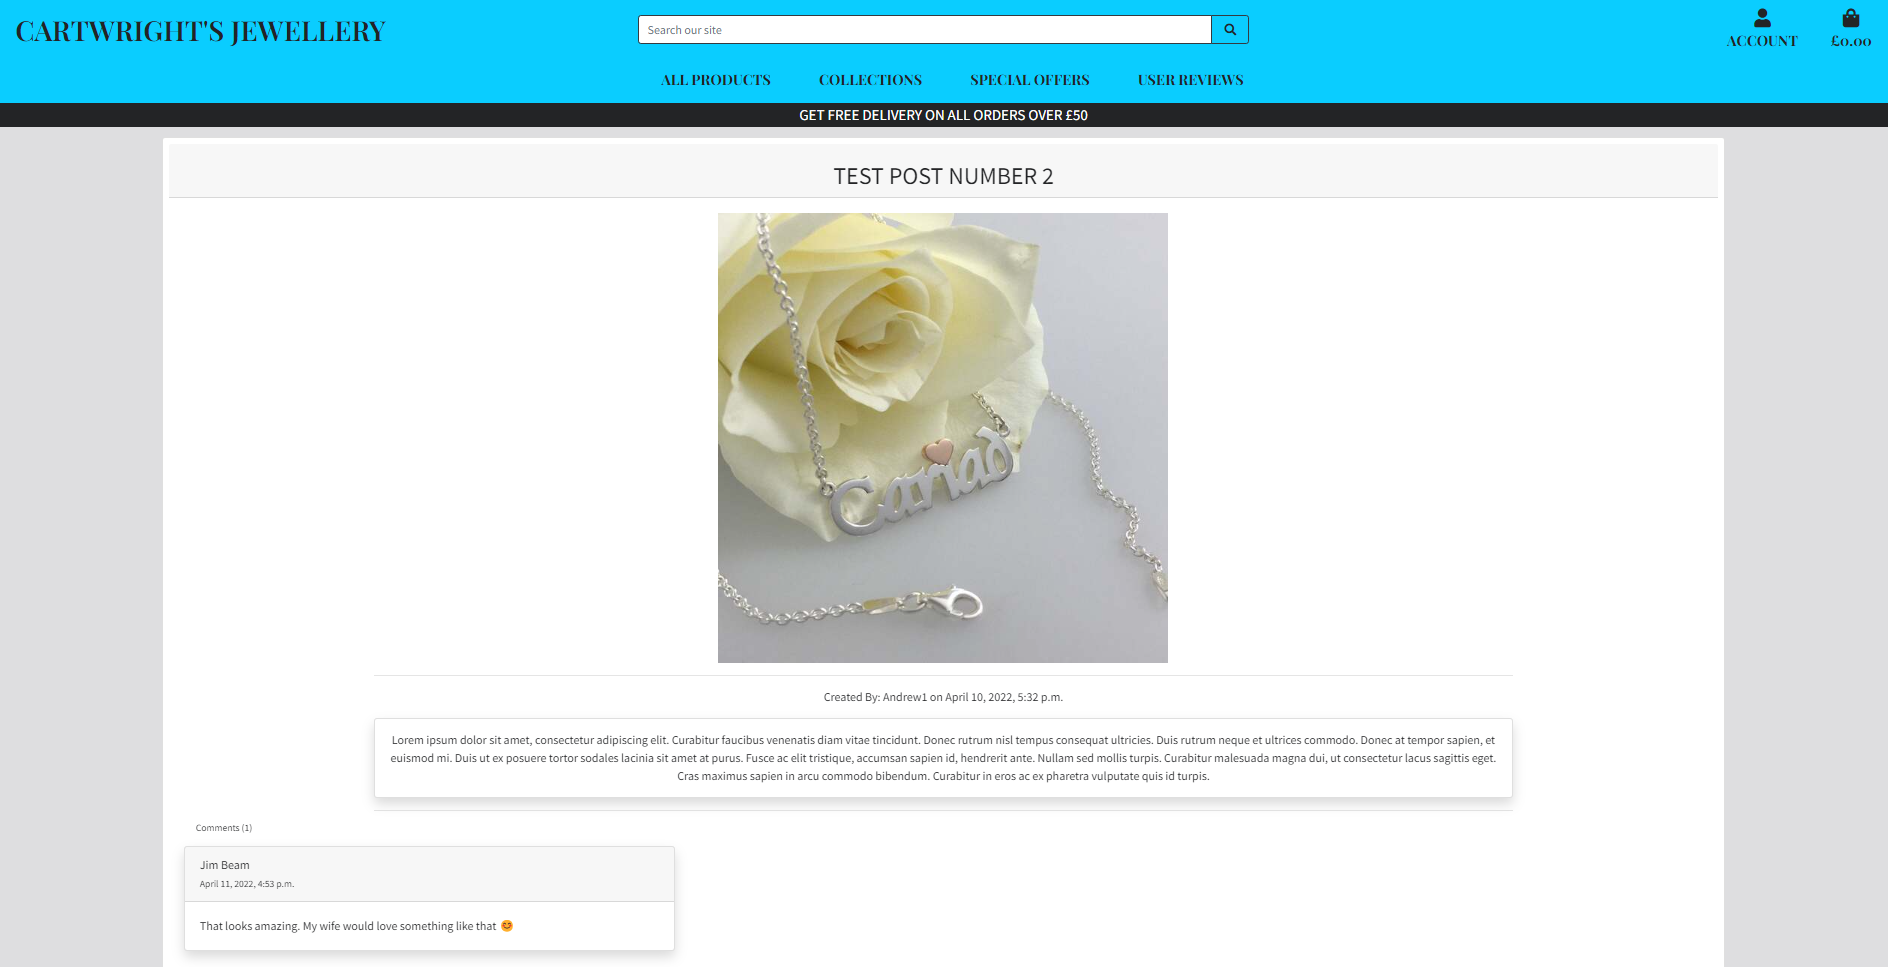 CARTWRIGHT'S JEWELLERY
Search our site
ACCOUNT
£0.00
ALL PRODUCTS
COLLECTIONS
SPECIAL OFFERS
USER REVIEWS
GET FREE DELIVERY ON ALL ORDERS OVER £50
TEST POST NUMBER 2
Cariad
Created By: Andrew1 on April 10, 2022, 5:32 p.m.
Lorem ipsum dolor sit amet, consectetur adipiscing elit. Curabitur faucibus venenatis diam vitae tincidunt. Donec rutrum nisl tempus consequat ultricies. Duis rutrum neque et ultrices commodo. Donec at tempor sapien, et
euismod mi. Duis ut ex posuere tortor sodales lacinia sit amet at purus. Fusce ac elit tristique, accumsan sapien id, hendrerit ante. Nullam sed mollis turpis. Curabitur malesuada magna dui, ut consectetur lacus sagittis eget.
Cras maximus sapien in arcu commodo bibendum. Curabitur in eros ac ex pharetra vulputate quis id turpis.
Comments (1)
Jim Beam
April 11, 2022, 4:53 p.m.
That looks amazing. My wife would love something like that 😊